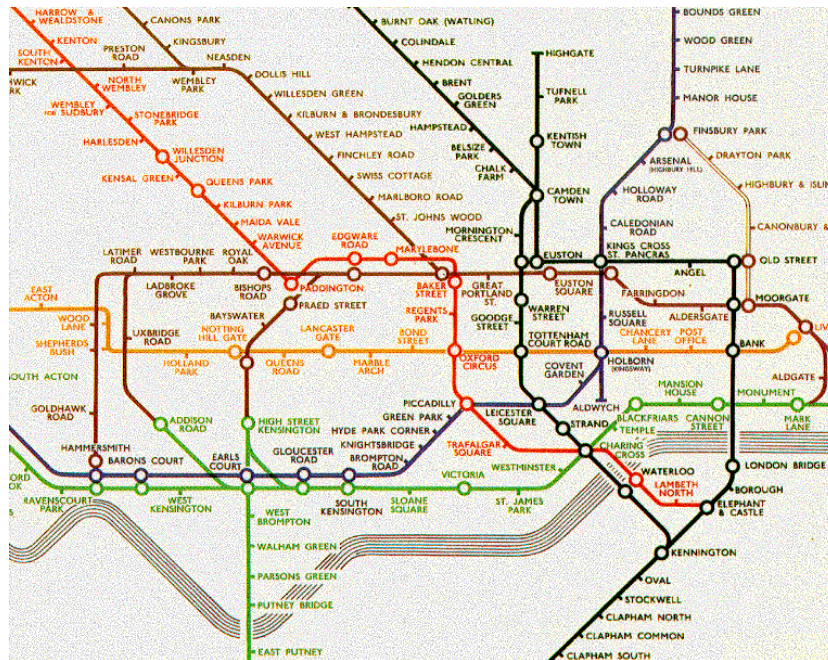 HARROW &
WEALDSTONE
KENTON
SOUTH
KENTON
CANONS PARK
KINGSBURY
PRESTON
ROAD
NEASDEN
NORTH
WEMBLEY
WEMBLEY
PARK
WEMBLEY
FOR SUDBURY
STONEBRIDGE
PARK
HARLESDEN
WILLESDEN
JUNCTION
KENSAL GREEN
QUEENS PARK
KILBURN PARK
MAIDA VALE
WARWICK
AVENUE
DOLLIS HILL
WILLESDEN GREEN
KILBURN & BRONDESBURY
WEST HAMPSTEAD
FINCHLEY ROAD
SWISS COTTAGE
MARLBORO ROAD
ST. JOHNS WOOD
BURNT OAK (WATLING)
COLINDALE
HENDON CENTRAL
BRENT
GOLDERS
GREEN
HAMPSTEAD
BELSIZE
PARK
CHALK
FARM
HIGHGATE
TUFNELL
PARK
KENTISH
TOWN
CAMDEN
TOWN
MORNINGTON
CRESCENT
BOUNDS GREEN
WOOD GREEN
TURNPIKE LANE
MANOR HOUSE
FINSBURY PARK
DRAYTON PARK
ARSENAL
(HIGHBURY HILL)
HIGHBURY & ISLIN
HOLLOWAY
ROAD
CALEDONIAN
ROAD
CANONBURY &
KINGS CROSS
ST. PANCRAS
EUSTON
ANGEL
OLD STREET
LATIMER
ROAD
WESTBOURNE
PARK
ROYAL
OAK
EDGWARE
ROAD
MARYLEBONE
LADBROKE
GROVE
BISHOPS
ROAD
PADDINGTON
BAKER
STREET
GREAT
PORTLAND
ST.
EUSTON
SQUARE
FARRINGDON
ALDERSGATE
MOORGATE
EAST
ACTON
WOOD
LANE
SHEPHERDS
BUSH
UXBRIDGE
ROAD
BAYSWATER
PRAED STREET
REGENTS
PARK
WARREN
STREET
GOODGE
STREET
RUSSELL
SQUARE
NOTTING
HILL GATE
LANCASTER
GATE
BOND
STREET
TOTTENHAM
COURT ROAD
CHANCERY
LANE
POST
OFFICE
LIV
HOLLAND
PARK
QUEENS
ROAD
MARBLE
ARCH
OXFORD
CIRCUS
COVENT
GARDEN
HOLBORN
(KINGSWAY)
BANK
OUTH ACTON
GOLDHAWK
ROAD
ADDISON
ROAD
HIGH STREET
KENSINGTON
PICCADILLY
GREEN PARK
HYDE PARK CORNER
KNIGHTSBRIDGE
BROMPTON
ROAD
LEICESTER
SQUARE
ALDWYCH
STRAND
BLACKFRIARS
TEMPLE
MANSION
HOUSE
CANNON
STREET
MONUMENT
MARK
LANE
ALDGATE
TRAFALGAR
SQUARE
CHARING
CROSS
WESTMINSTER
WATERLOO
LAMBETH
NORTH
HAMMERSMITH
BARONS COURT
EARLS
COURT
GLOUCESTER
ROAD
RAVENSCOURT
PARK
WEST
KENSINGTON
SOUTH
KENSINGTON
SLOANE
SQUARE
VICTORIA
ST. JAMES
PARK
LONDON BRIDGE
BOROUGH
ELEPHANT
& CASTLE
WEST
BROMPTON
WALHAM GREEN
PARSONS GREEN
PUTNEY BRIDGE
EAST PUTNEY
KENNINGTON
OVAL
STOCKWELL
CLAPHAM NORTH
CLAPHAM COMMON
CLAPHAM SOUTH